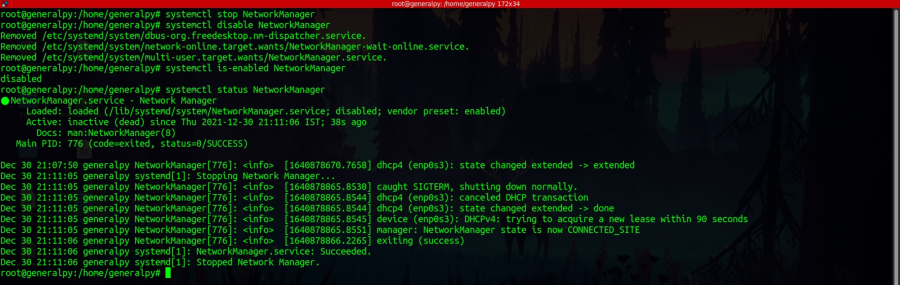 root@generalpy: /home/generalpy 172x34
root@generalpy:/home/generalpy# systemctl stop NetworkManager
root@generalpy:/home/generalpy# systemctl disable NetworkManager
Removed /etc/systemd/system/dbus-org.freedesktop.nm-dispatcher.service.
Removed /etc/systemd/system/network-online.target.wants/NetworkManager-wait-online.service.
Removed /etc/systemd/system/multi-user.target.wants/NetworkManager.service.
root@generalpy:/home/generalpy# systemctl is-enabled NetworkManager
disabled
root@generalpy:/home/generalpy# systemctl status NetworkManager
● NetworkManager.service - Network Manager
Loaded: loaded (/lib/systemd/system/NetworkManager.service; disabled; vendor preset: enabled)
Active: inactive (dead) since Thu 2021-12-30 21:11:06 IST; 38s ago
Docs: man:NetworkManager(8)
Main PID: 776 (code=exited, status=0/SUCCESS)
Dec 30 21:07:50 generalpy NetworkManager[776]: <info> [1640878670.7658] dhcp4 (enp0s3): state changed extended -> extended
Dec 30 21:11:05 generalpy systemd[1]: Stopping Network Manager...
Dec 30 21:11:05 generalpy NetworkManager[776]: <info> [1640878865.8530] caught SIGTERM, shutting down normally.
Dec 30 21:11:05 generalpy NetworkManager[776]: <info> [1640878865.8544] dhcp4 (enp0s3): canceled DHCP transaction
Dec 30 21:11:05 generalpy NetworkManager[776]: <info> [1640878865.8544] dhcp4 (enp0s3): state changed extended -> done
Dec 30 21:11:05 generalpy NetworkManager[776]: <info> [1640878865.8545] device (enp0s3): DHCPv4: trying to acquire a new lease within 90 seconds
Dec 30 21:11:05 generalpy NetworkManager[776]: <info> [1640878865.8551] manager: NetworkManager state is now CONNECTED_SITE
Dec 30 21:11:06 generalpy NetworkManager[776]: <info> [1640878866.2265] exiting (success)
Dec 30 21:11:06 generalpy systemd[1]: NetworkManager.service: Succeeded.
Dec 30 21:11:06 generalpy systemd[1]: Stopped Network Manager.
root@generalpy:/home/generalpy#